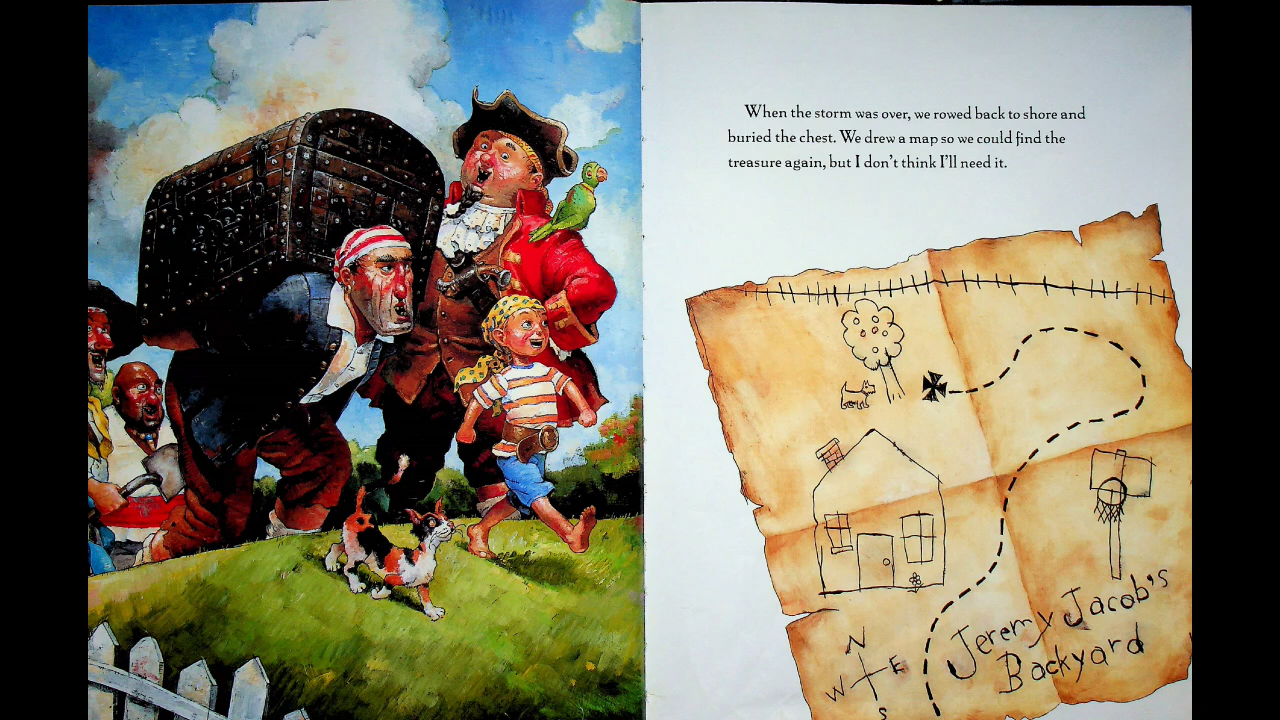 When the storm was over, we rowed back to shore and
buried the chest. We drew a map so we could find the
treasure again, but I don't think I'll need it.
Jeremy Jacob's
Backyard
N
W E
S